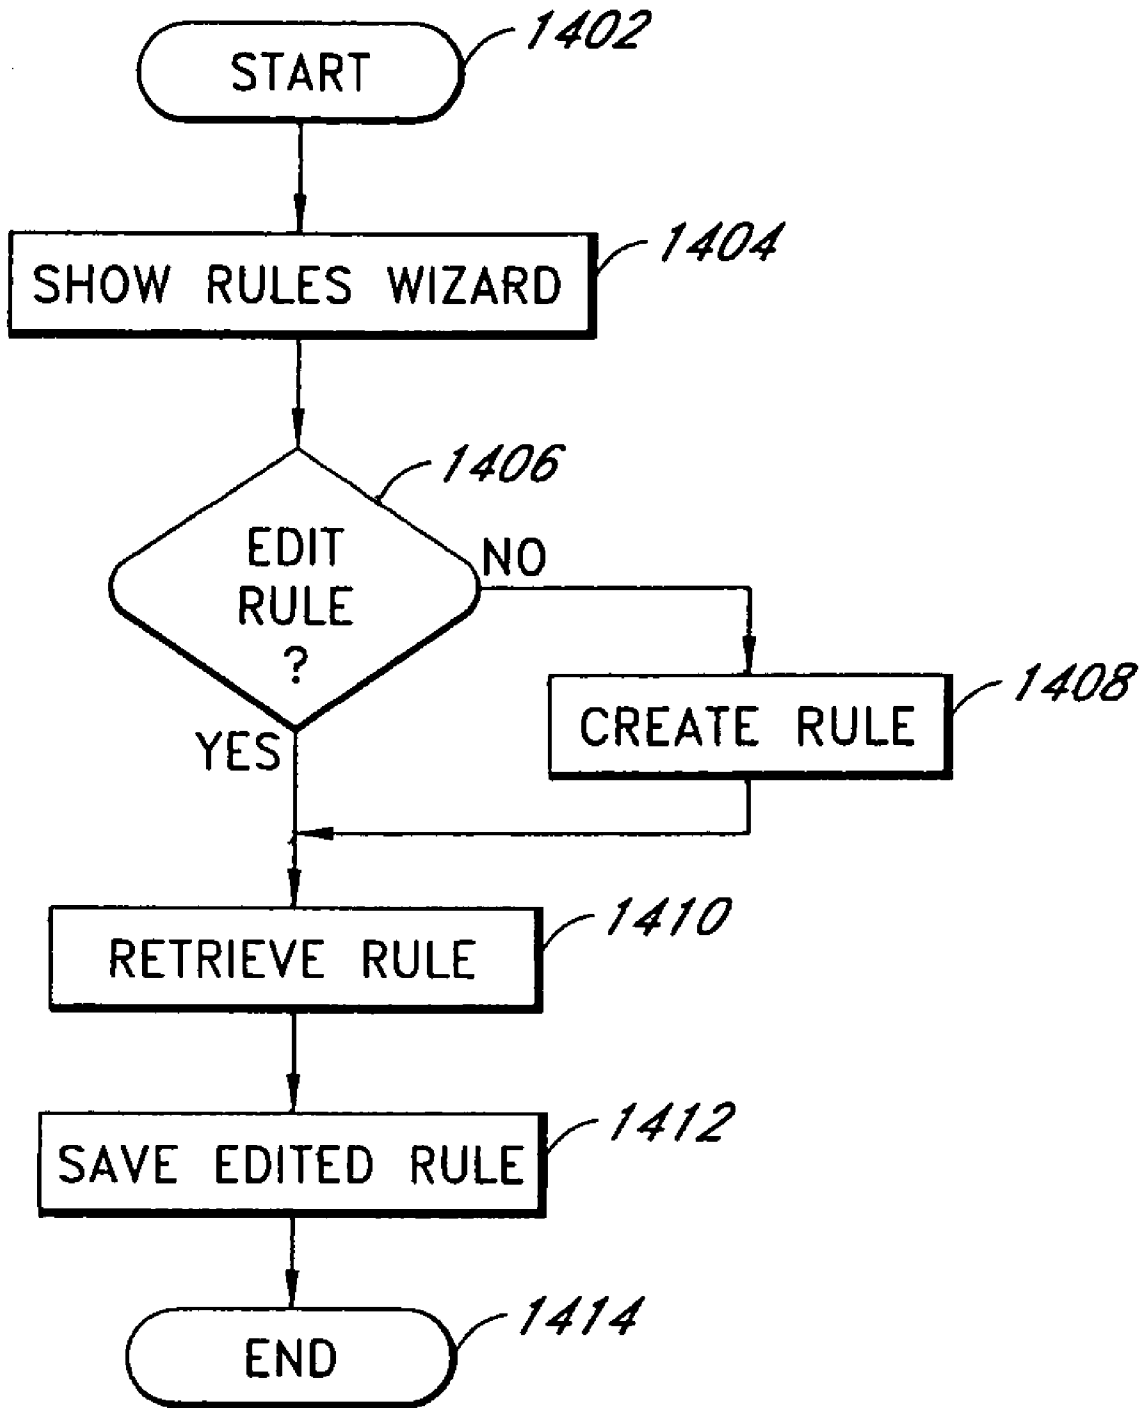 START
1402
SHOW RULES WIZARD
1404
1406
EDIT
RULE
?
NO
YES
CREATE RULE
1408
RETRIEVE RULE
1410
SAVE EDITED RULE
1412
END
1414